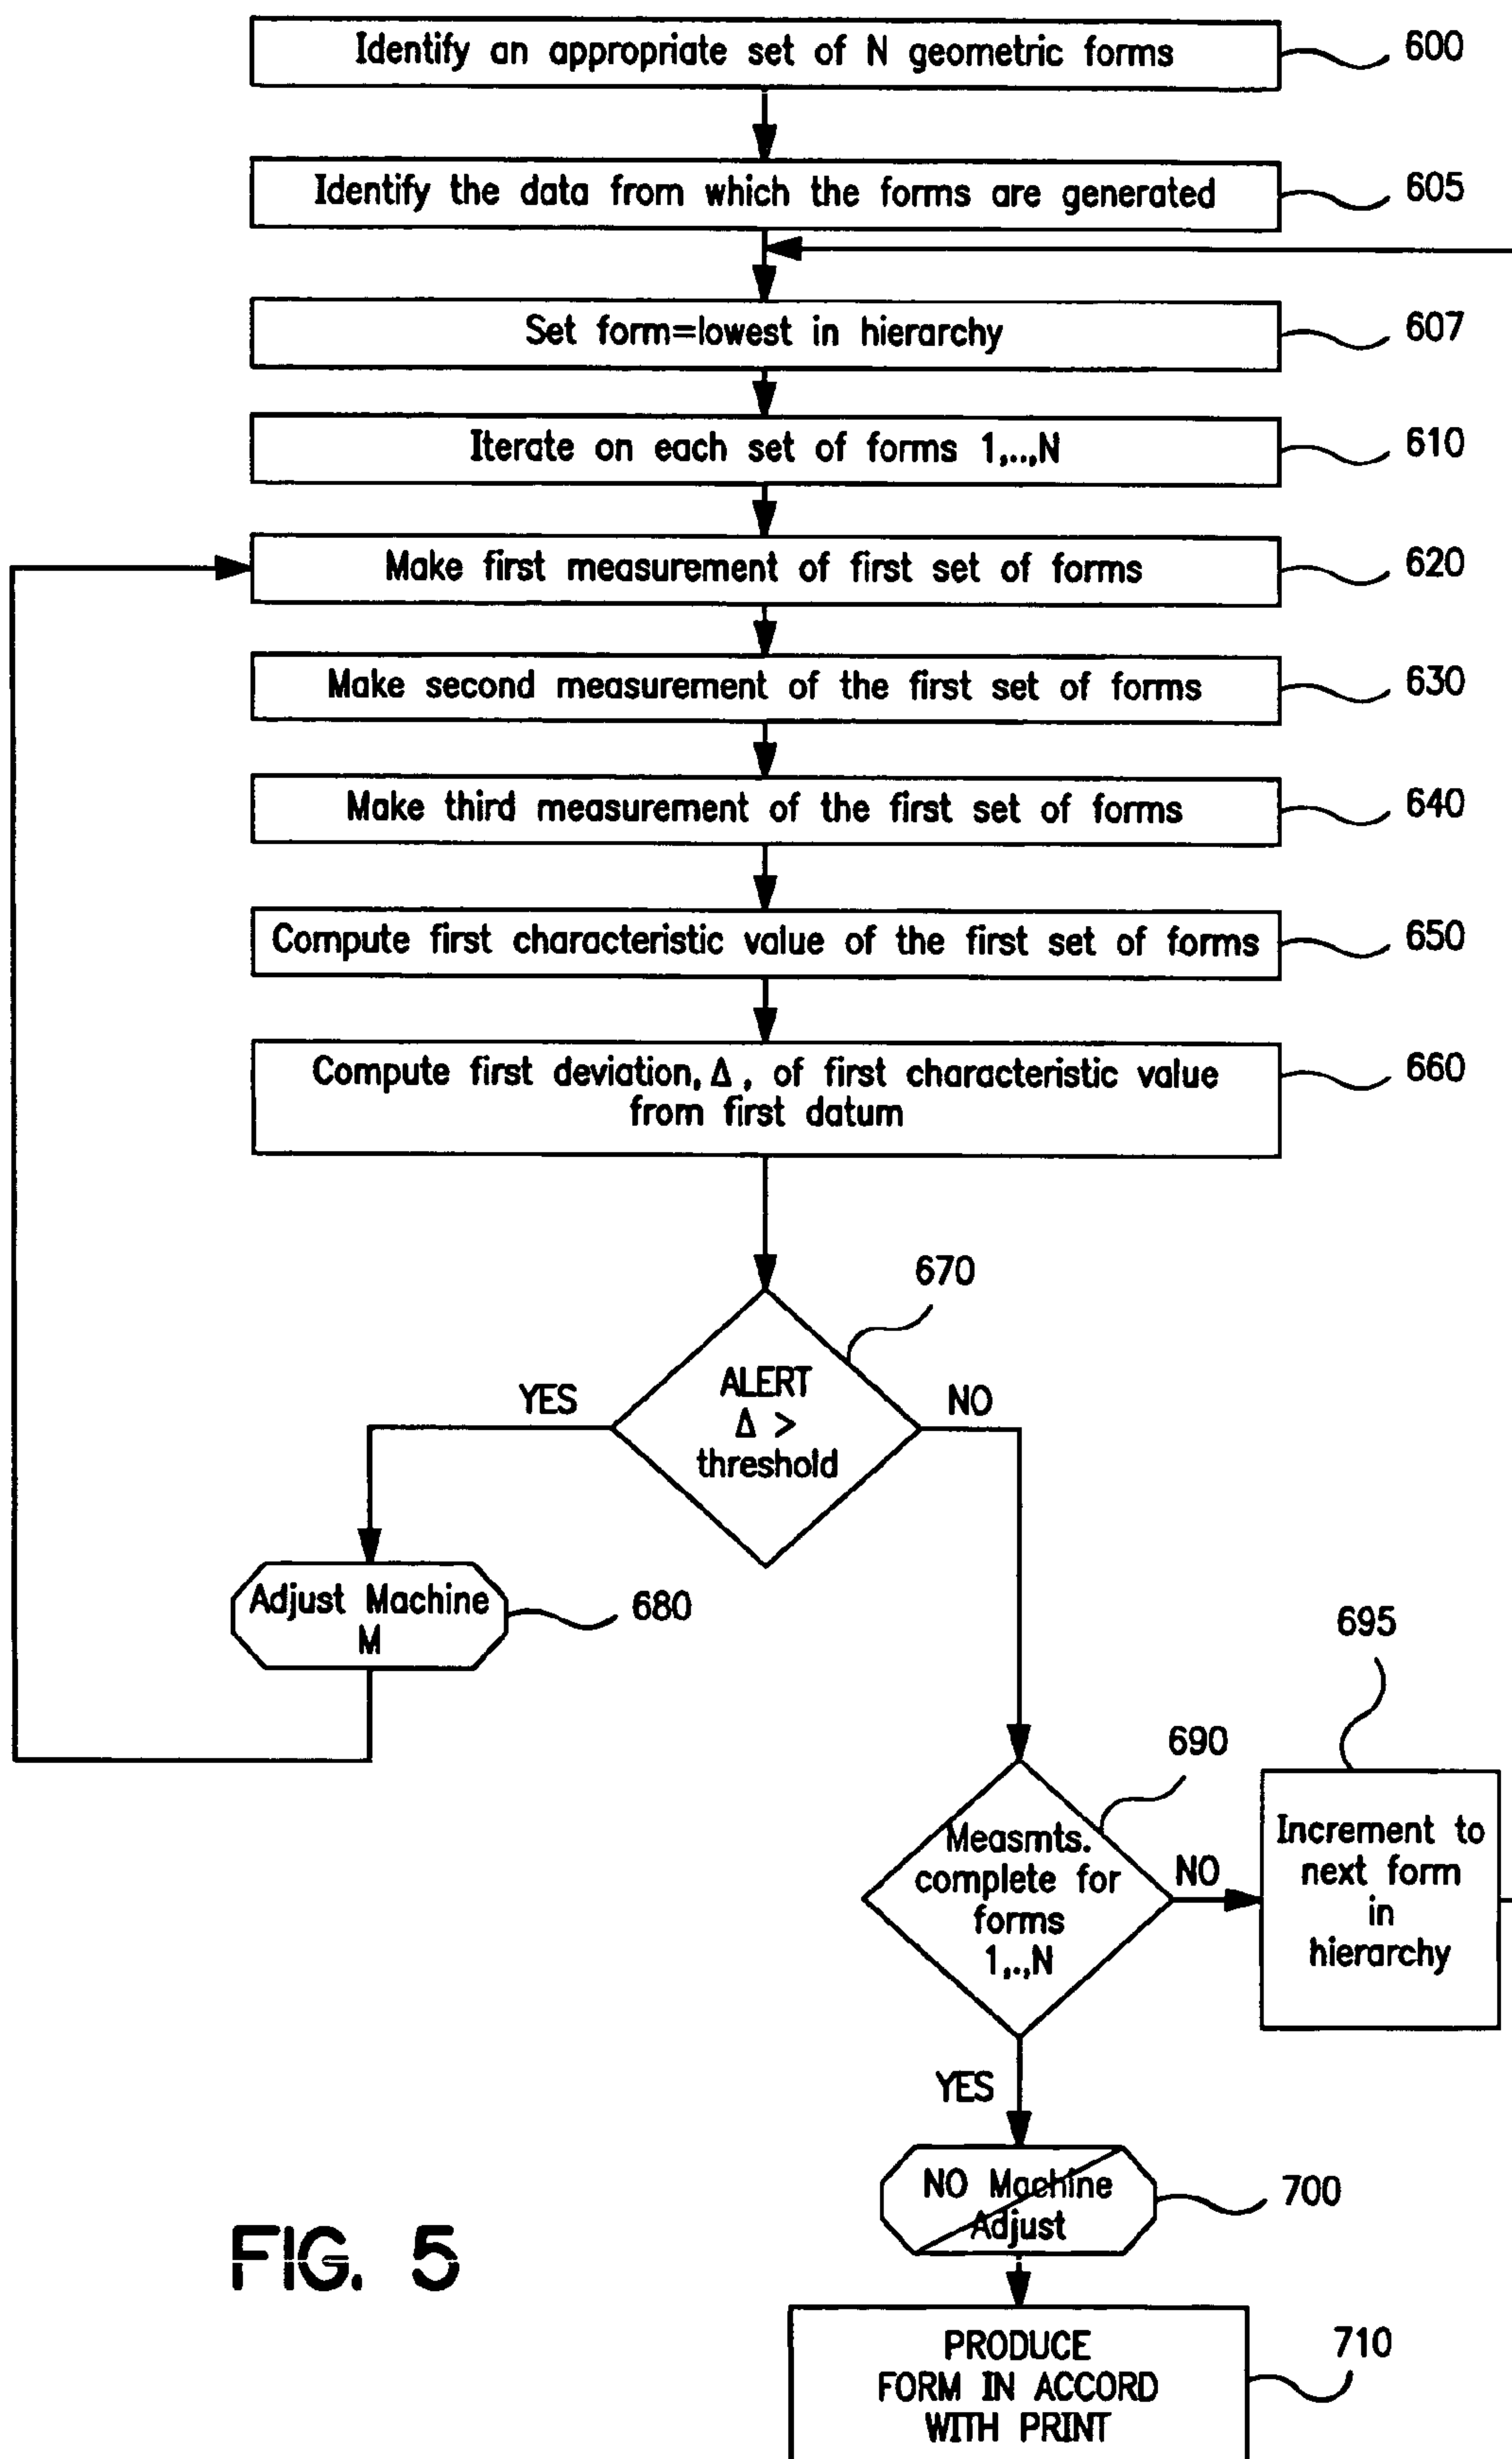 Identify an appropriate set of N geometric forms
600
Identify the data from which the forms are generated
605
Set form=lowest in hierarchy
607
Iterate on each set of forms 1,..,N
610
Make first measurement of first set of forms
620
Make second measurement of the first set of forms
630
Make third measurement of the first set of forms
640
Compute first characteristic value of the first set of forms
650
Compute first deviation, Δ, of first characteristic value
from first datum
660
670
ALERT
Δ >
threshold
YES
NO
Adjust Machine
M
680
690
695
Measmts.
complete for
forms
1,.,N
NO
Increment to
next form
in
hierarchy
YES
NO Machine
Adjust
700
FIG. 5
PRODUCE
FORM IN ACCORD
WITH PRINT
710